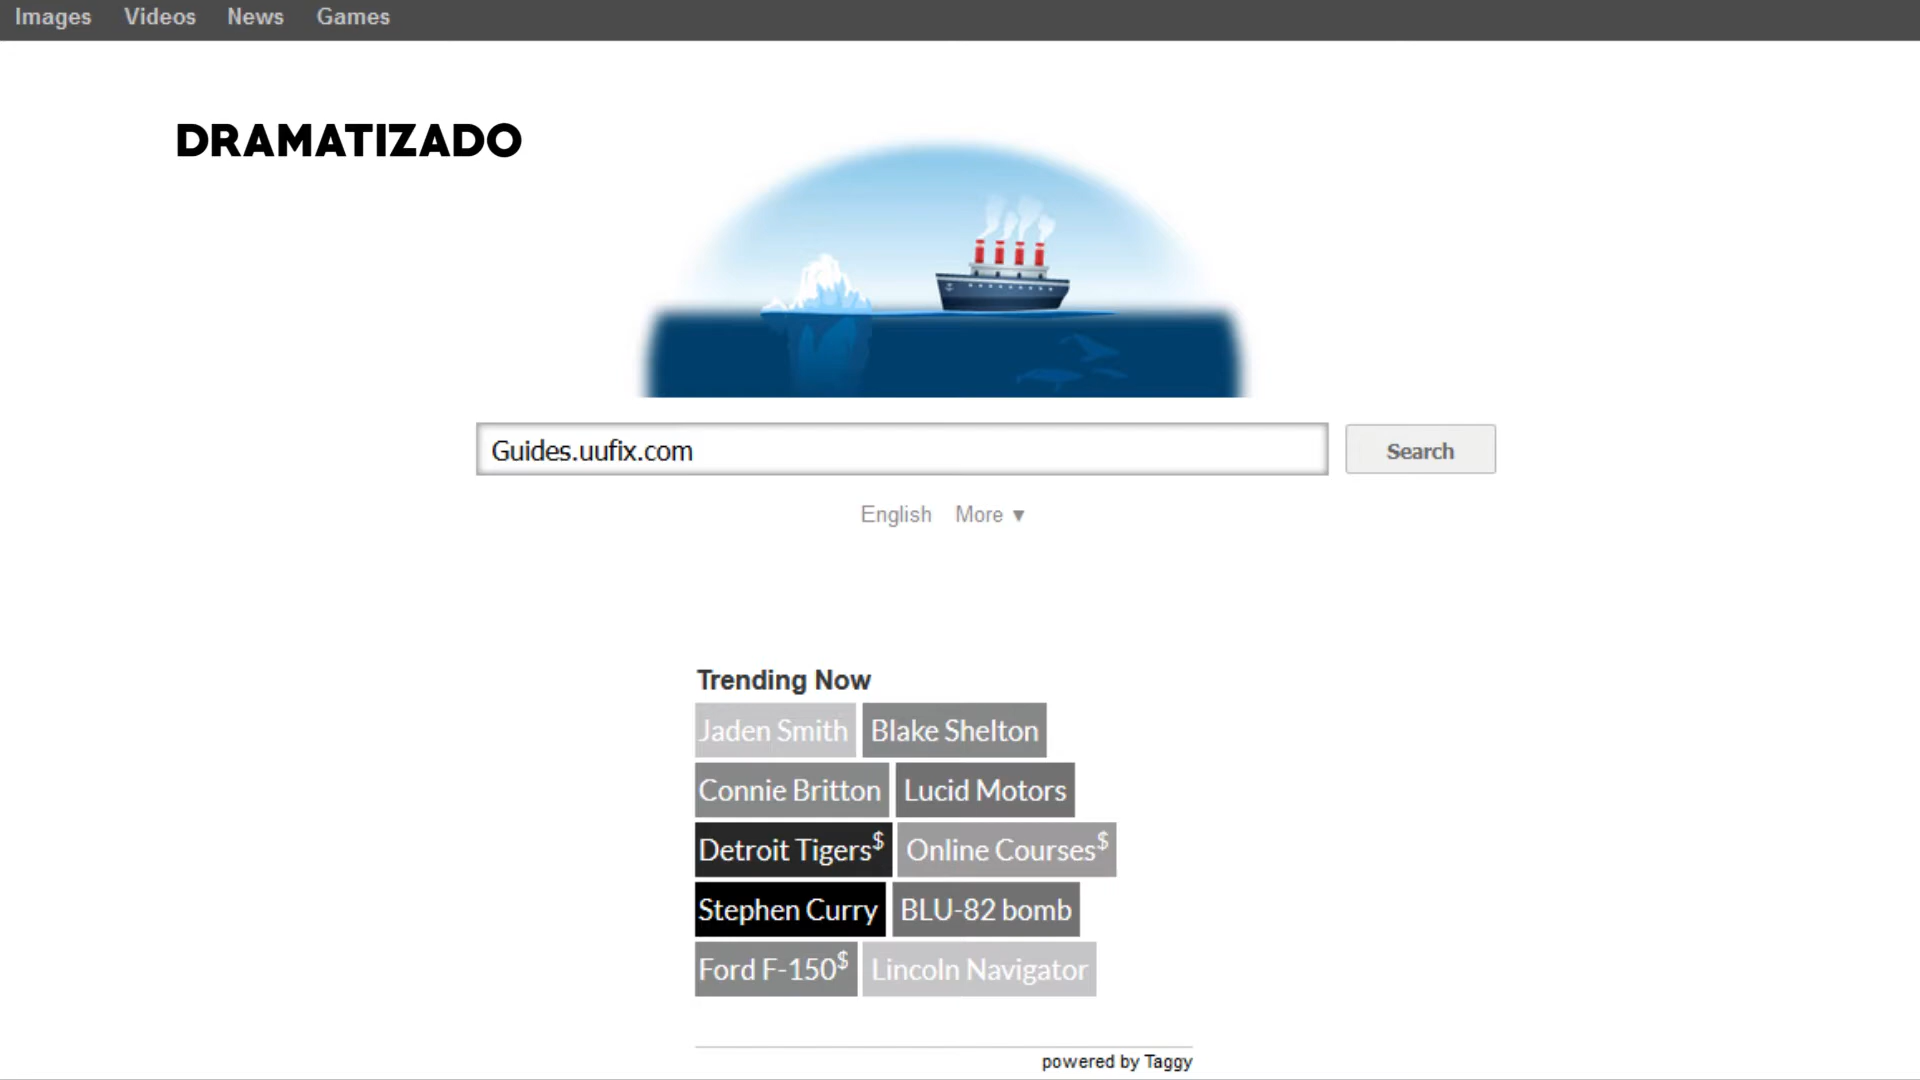 Images Videos News Games
DRAMATIZADO
Guides.uufix.com
Search
English More ▼
Trending Now
Jaden Smith Blake Shelton
Connie Britton Lucid Motors
Detroit Tigers$ Online Courses$
Stephen Curry BLU-82 bomb
Ford F-150$ Lincoln Navigator
powered by Taggy